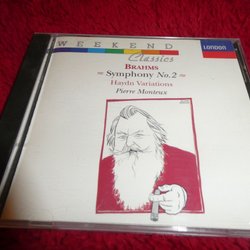 WEEKEND
LONDON
Classics
BRAHMS
Symphony No.2
Haydn Variations
Pierre Monteux